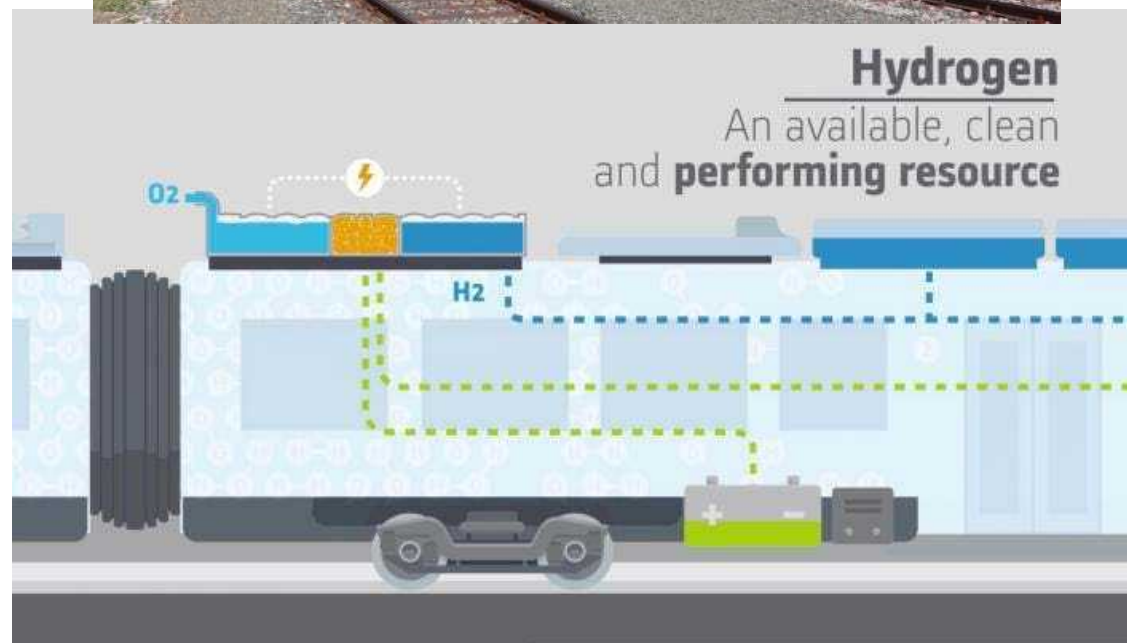 Hydrogen
An available, clean
and performing resource
O2
H2